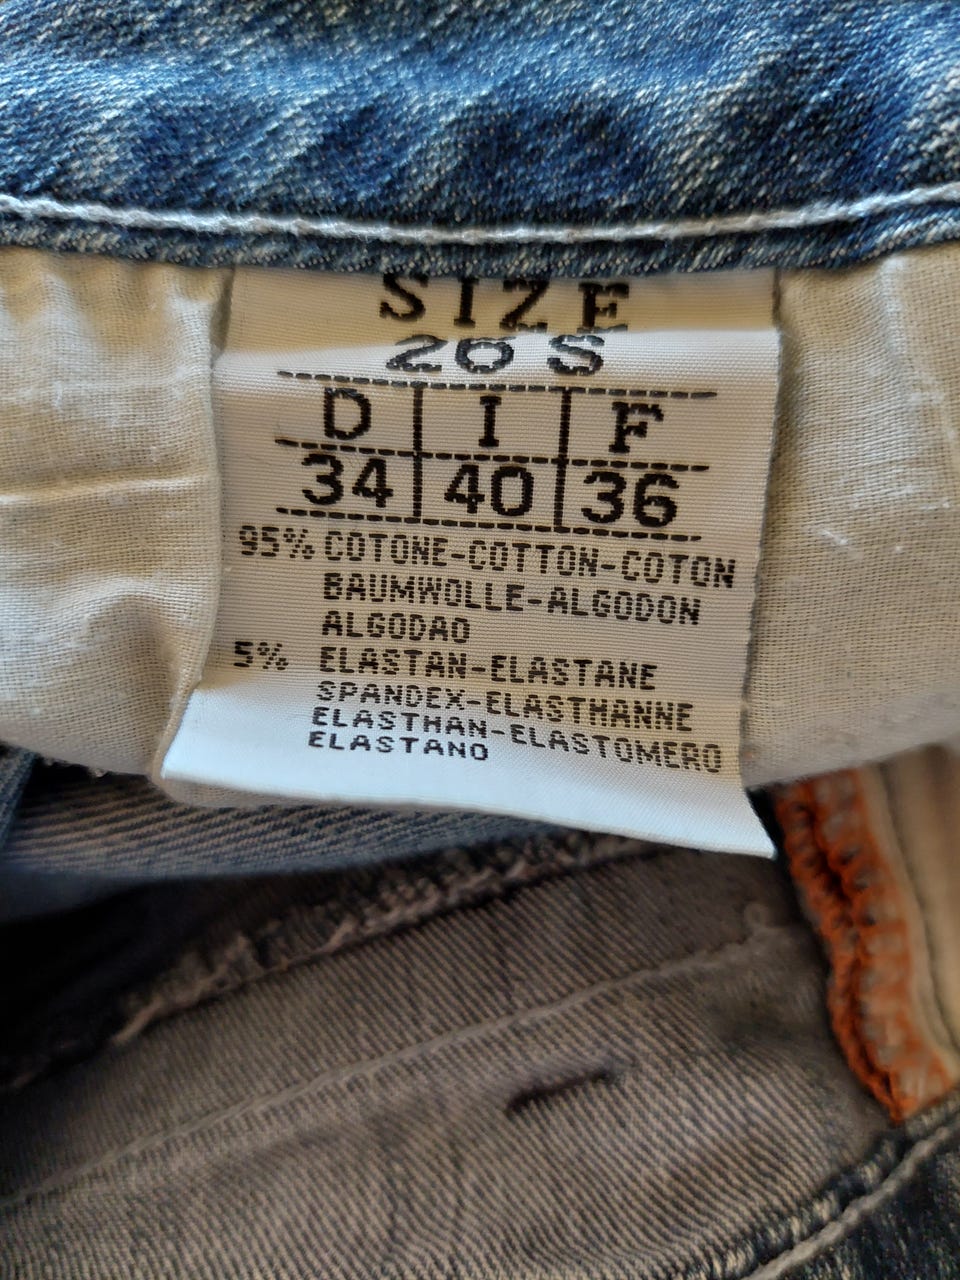 SIZE
26 S
D I F
34 40 36
95% COTONE-COTTON-COTON
BAUMWOLLE-ALGODON
ALGODAO
5% ELASTAN-ELASTANE
SPANDEX-ELASTHANNE
ELASTHAN-ELASTOMERO
ELASTANO